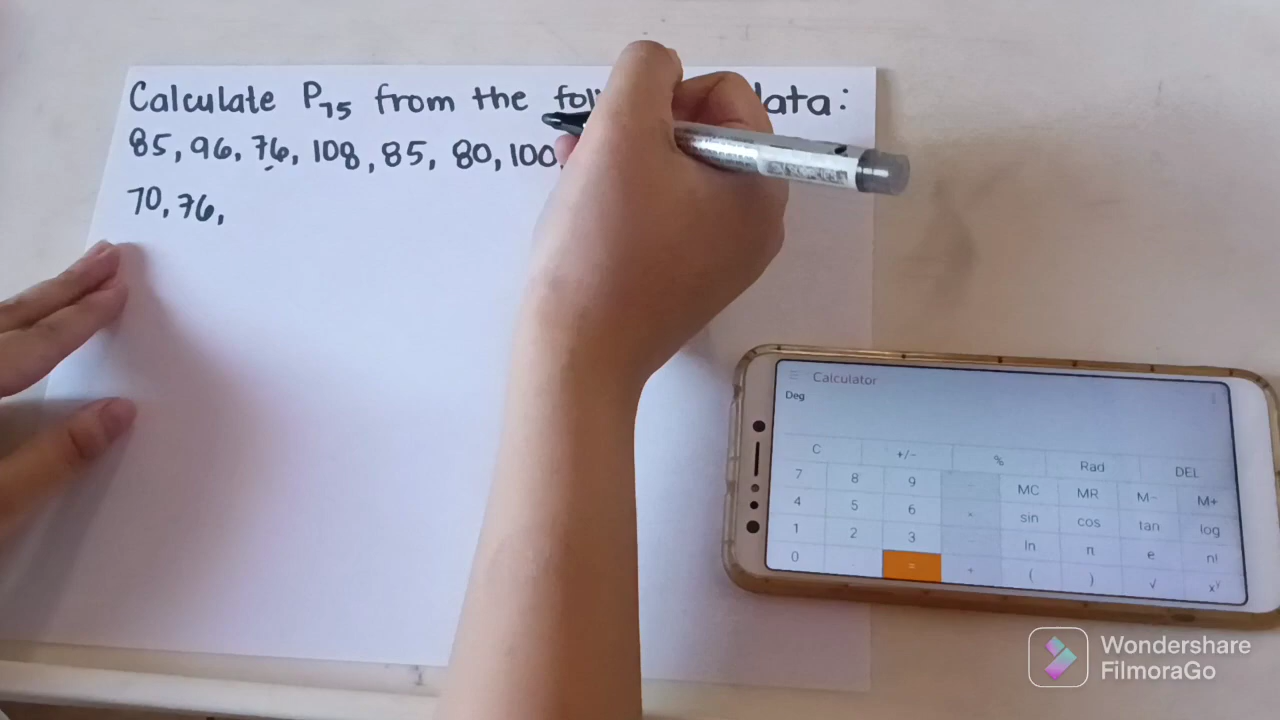 Calculate P75 from the data:
85, 96, 76, 108, 85, 80, 100,
70, 76,
Calculator
Deg
C +/- % Rad DEL
7 8 9 MC MR M- M+
4 5 6 × sin cos tan log
1 2 3 ln π e n!
0 . = + ( ) √ xʸ
Wondershare
FilmoraGo